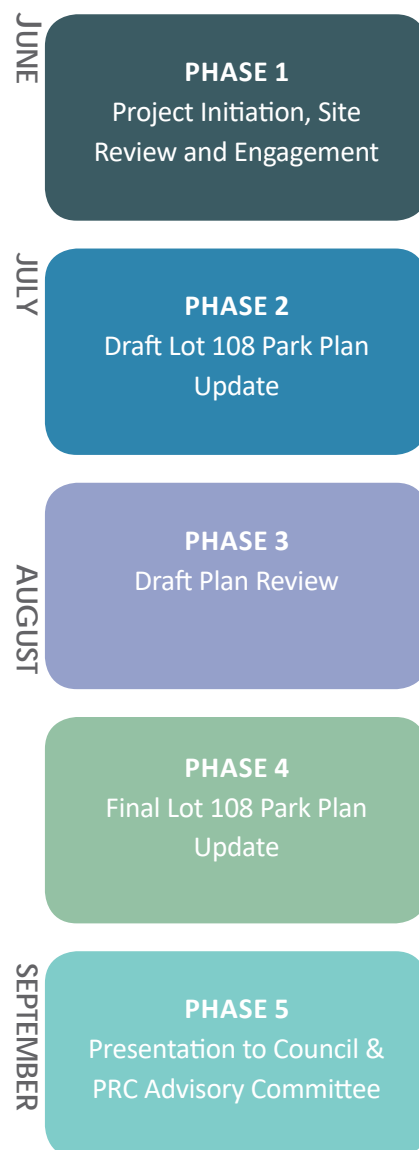 JUNE
PHASE 1
Project Initiation, Site
Review and Engagement
JULY
PHASE 2
Draft Lot 108 Park Plan
Update
PHASE 3
Draft Plan Review
AUGUST
PHASE 4
Final Lot 108 Park Plan
Update
SEPTEMBER
PHASE 5
Presentation to Council &
PRC Advisory Committee